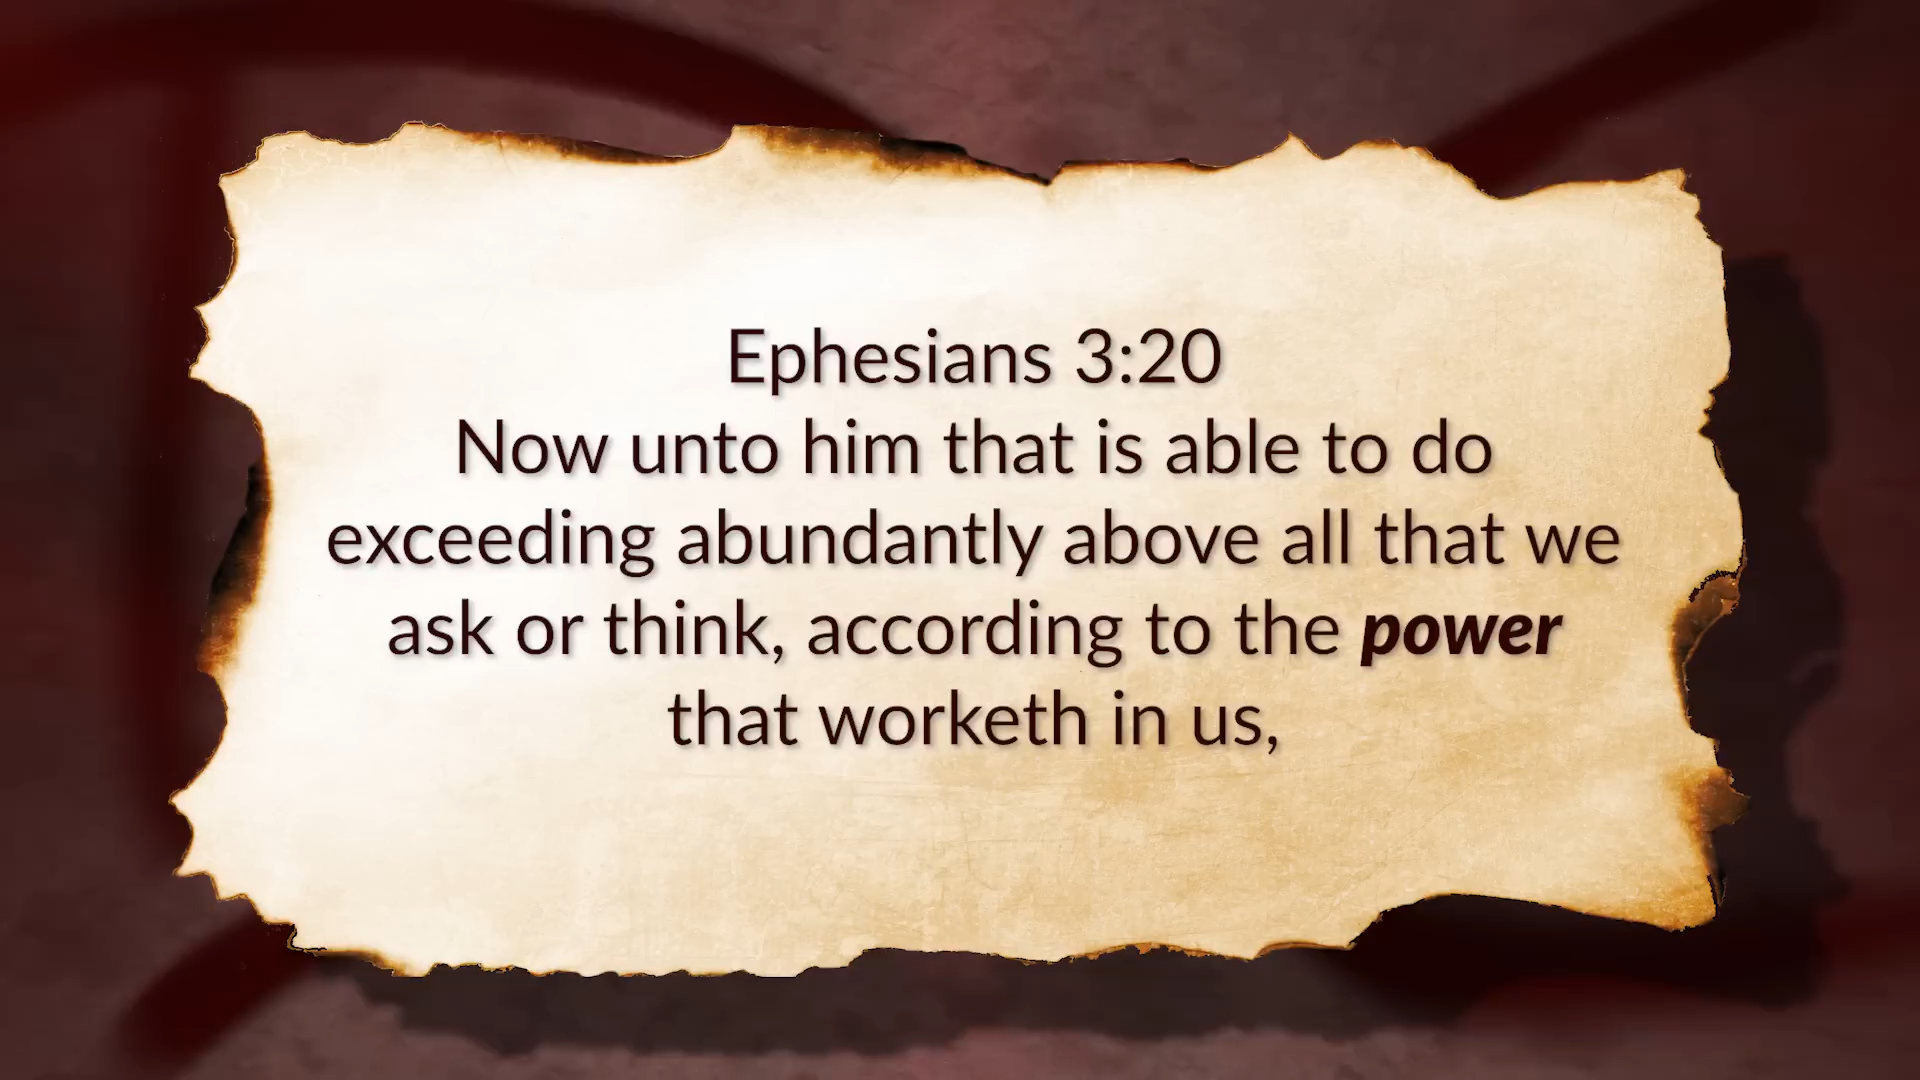 Ephesians 3:20
Now unto him that is able to do
exceeding abundantly above all that we
ask or think, according to the power
that worketh in us,